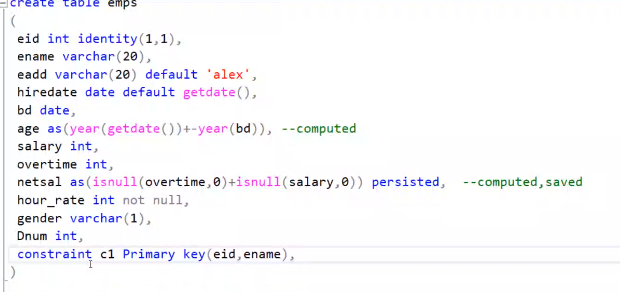 create table emps
(
eid int identity(1,1),
ename varchar(20),
eadd varchar(20) default 'alex',
hiredate date default getdate(),
bd date,
age as(year(getdate())+-year(bd)), --computed
salary int,
overtime int,
netsal as(isnull(overtime,0)+isnull(salary,0)) persisted, --computed,saved
hour_rate int not null,
gender varchar(1),
Dnum int,
constraint c1 Primary key(eid,ename),
)